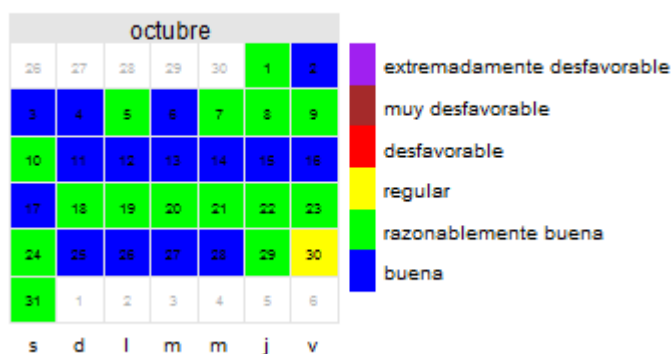 octubre
26 27 28 29 30 1 2
3 4 5 6 7 8 9
10 11 12 13 14 15 16
17 18 19 20 21 22 23
24 25 26 27 28 29 30
31 1 2 3 4 5 6
s d l m m j v
extremadamente desfavorable
muy desfavorable
desfavorable
regular
razonablemente buena
buena